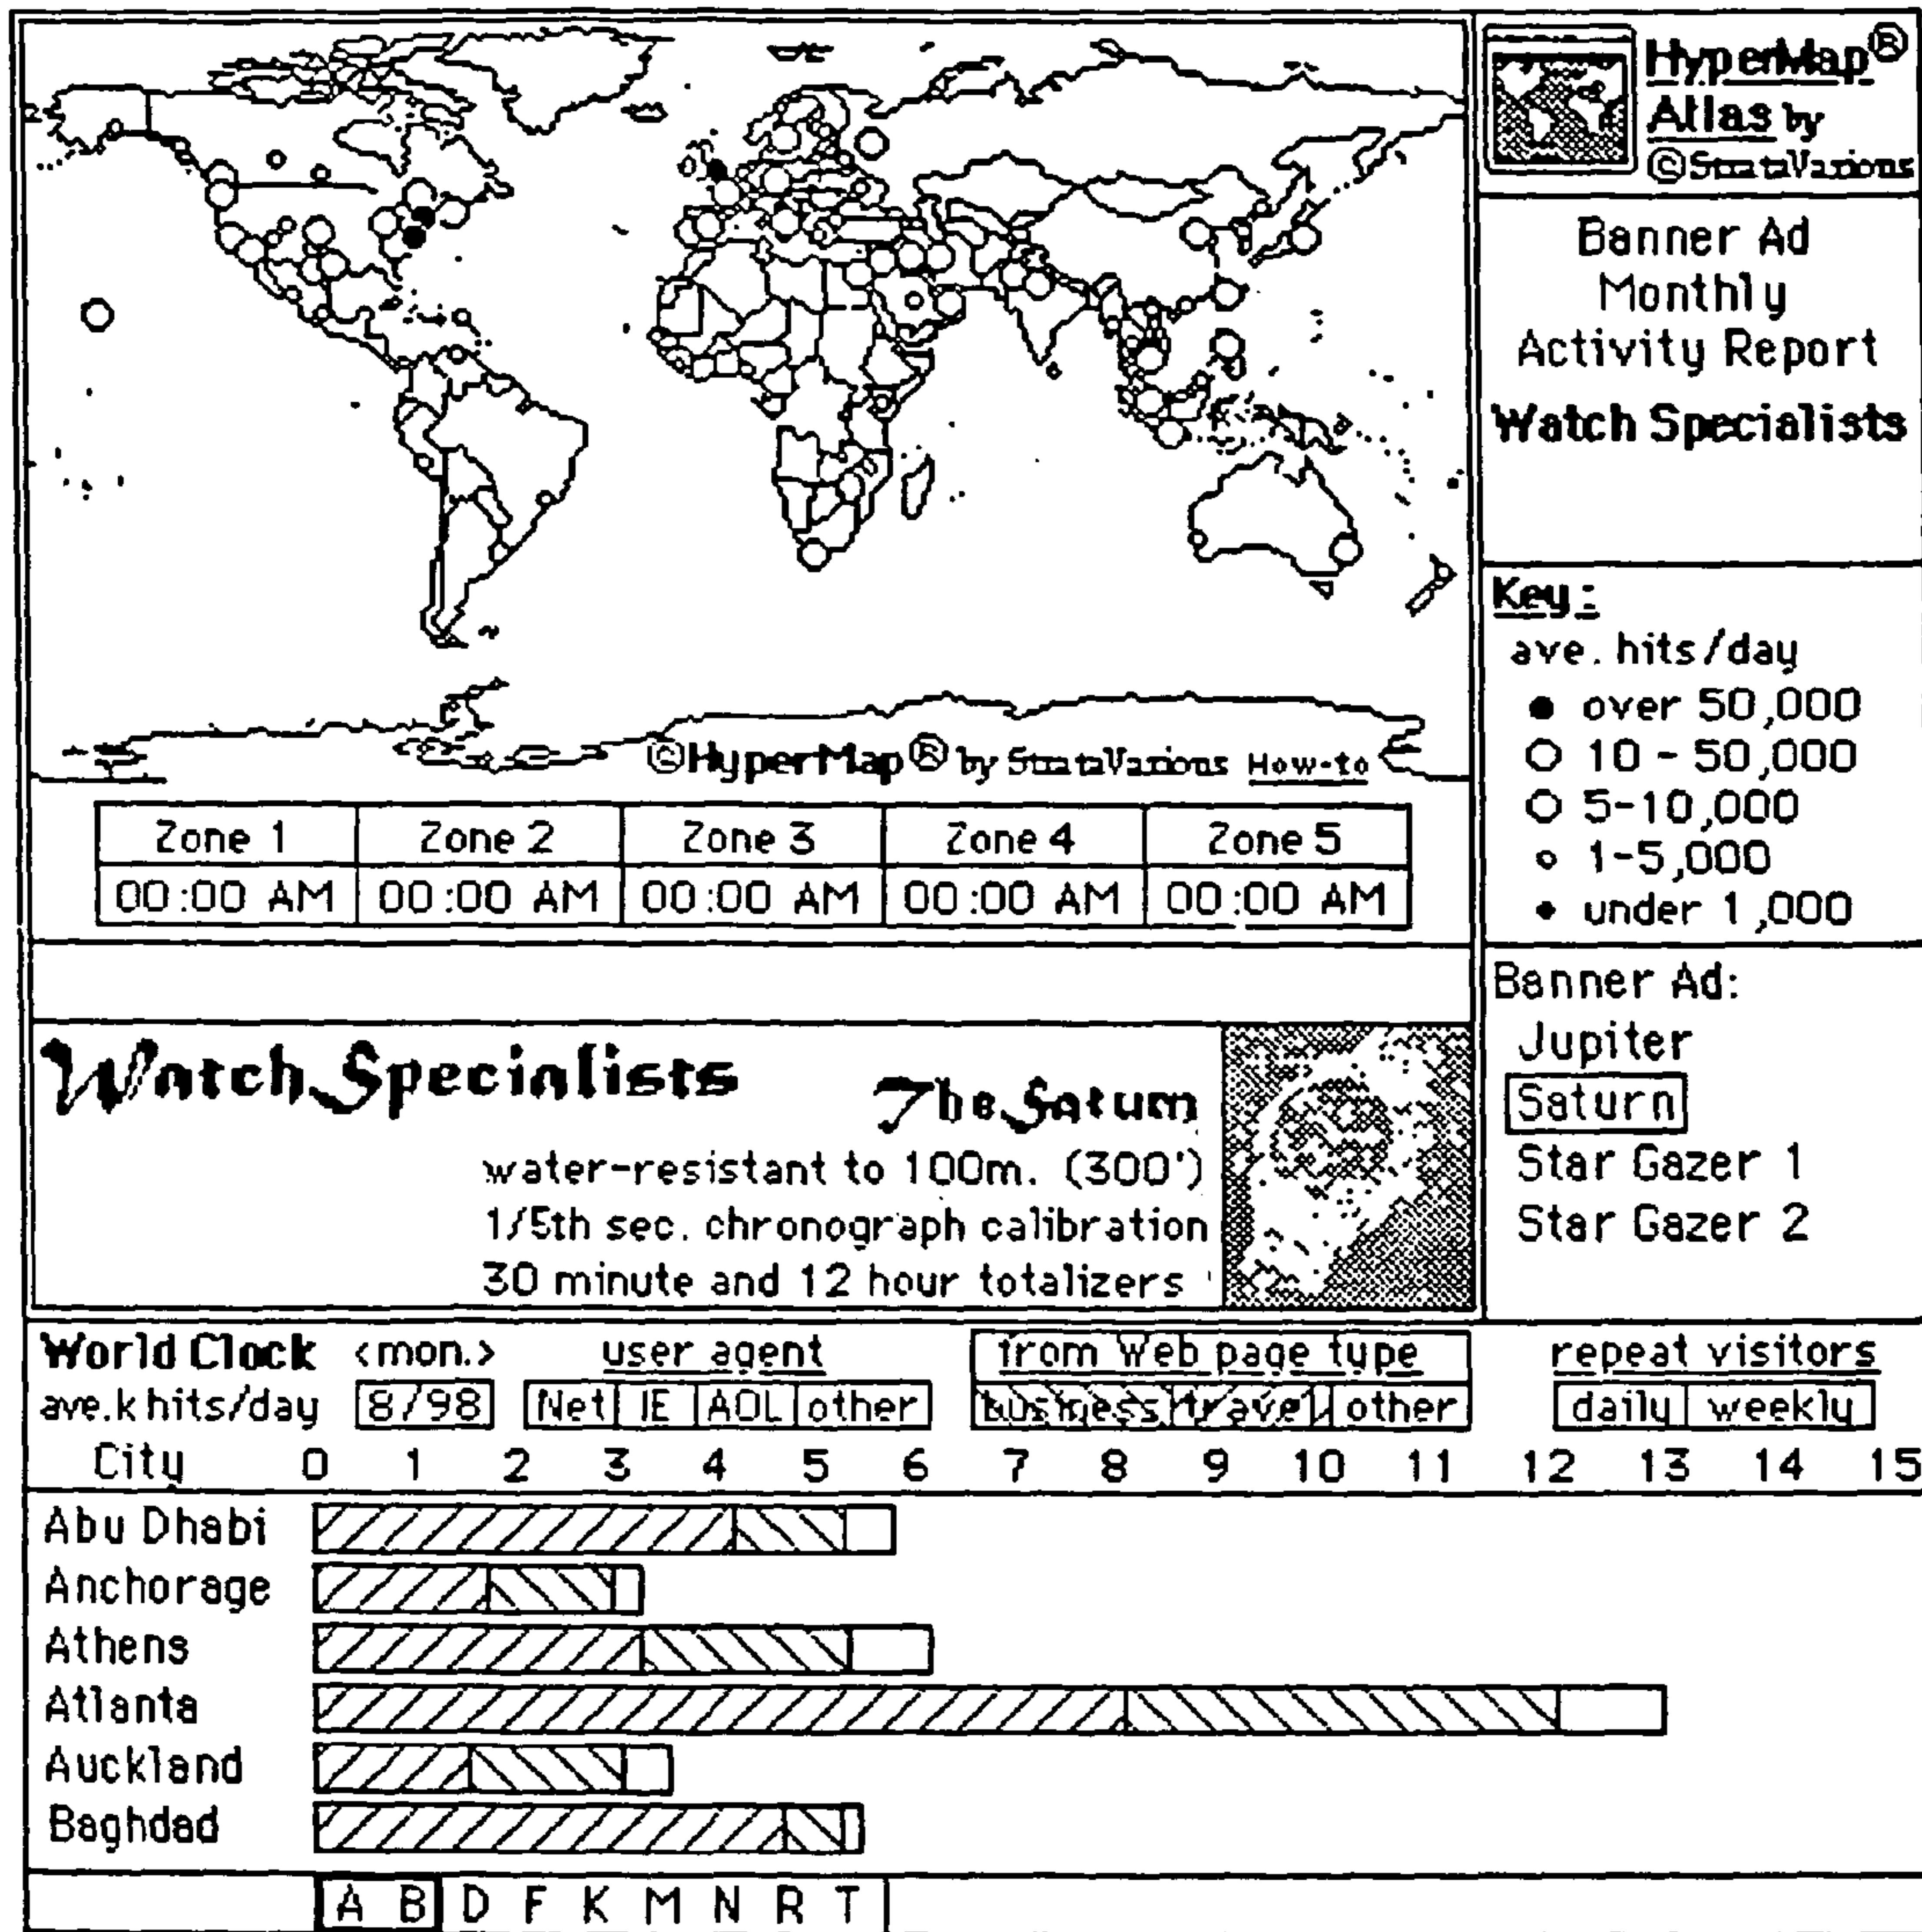 HyperMap®
Atlas by
©StrataVarious
Banner Ad
Monthly
Activity Report
Watch Specialists
Key:
ave. hits/day
over 50,000
10 - 50,000
5-10,000
1-5,000
under 1,000
©HyperMap® by StrataVarious How-to
Zone 1 Zone 2 Zone 3 Zone 4 Zone 5
00:00 AM 00:00 AM 00:00 AM 00:00 AM 00:00 AM
Banner Ad:
Jupiter
Saturn
Star Gazer 1
Star Gazer 2
Watch Specialists
The Saturn
water-resistant to 100m. (300')
1/5th sec. chronograph calibration
30 minute and 12 hour totalizers
World Clock <mon.> user agent from Web page type repeat visitors
ave.k hits/day 8/98 Net IE AOL other business travel other daily weekly
City 0 1 2 3 4 5 6 7 8 9 10 11 12 13 14 15
Abu Dhabi
Anchorage
Athens
Atlanta
Auckland
Baghdad
A B D F K M N R T